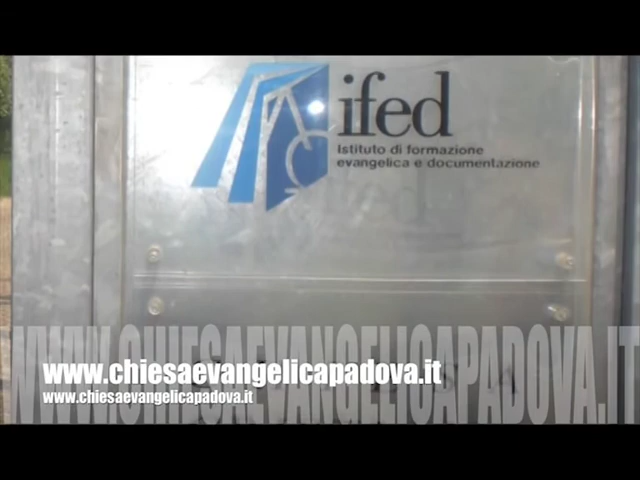 ifed
Istituto di formazione
evangelica e documentazione
WWW.CHIESAEVANGELICAPADOVA.IT
www.chiesaevangelicapadova.it
www.chiesaevangelicapadova.it